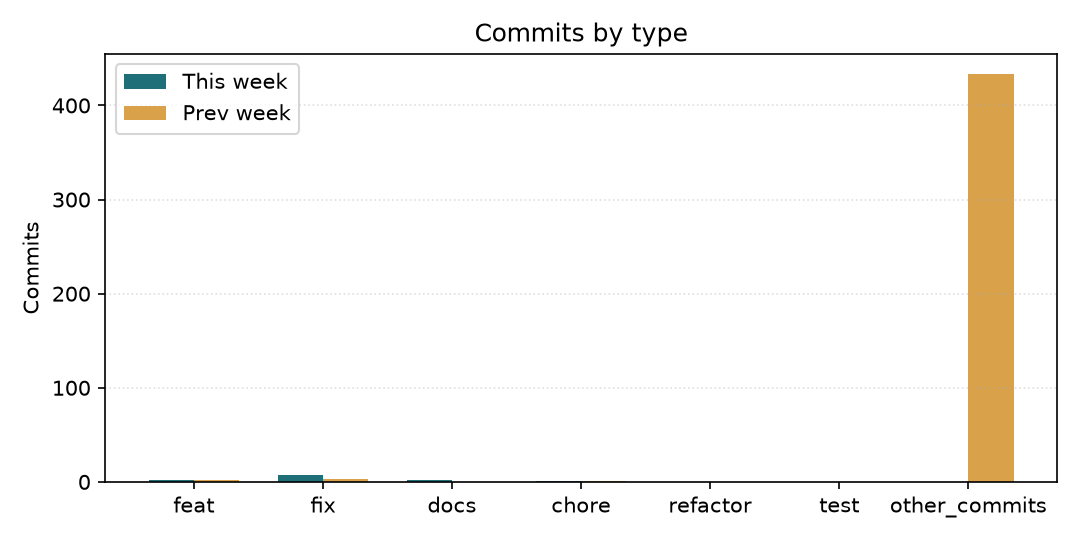 Commits by type
This week
Prev week
Commits
400
300
200
100
0
feat fix docs chore refactor test other_commits